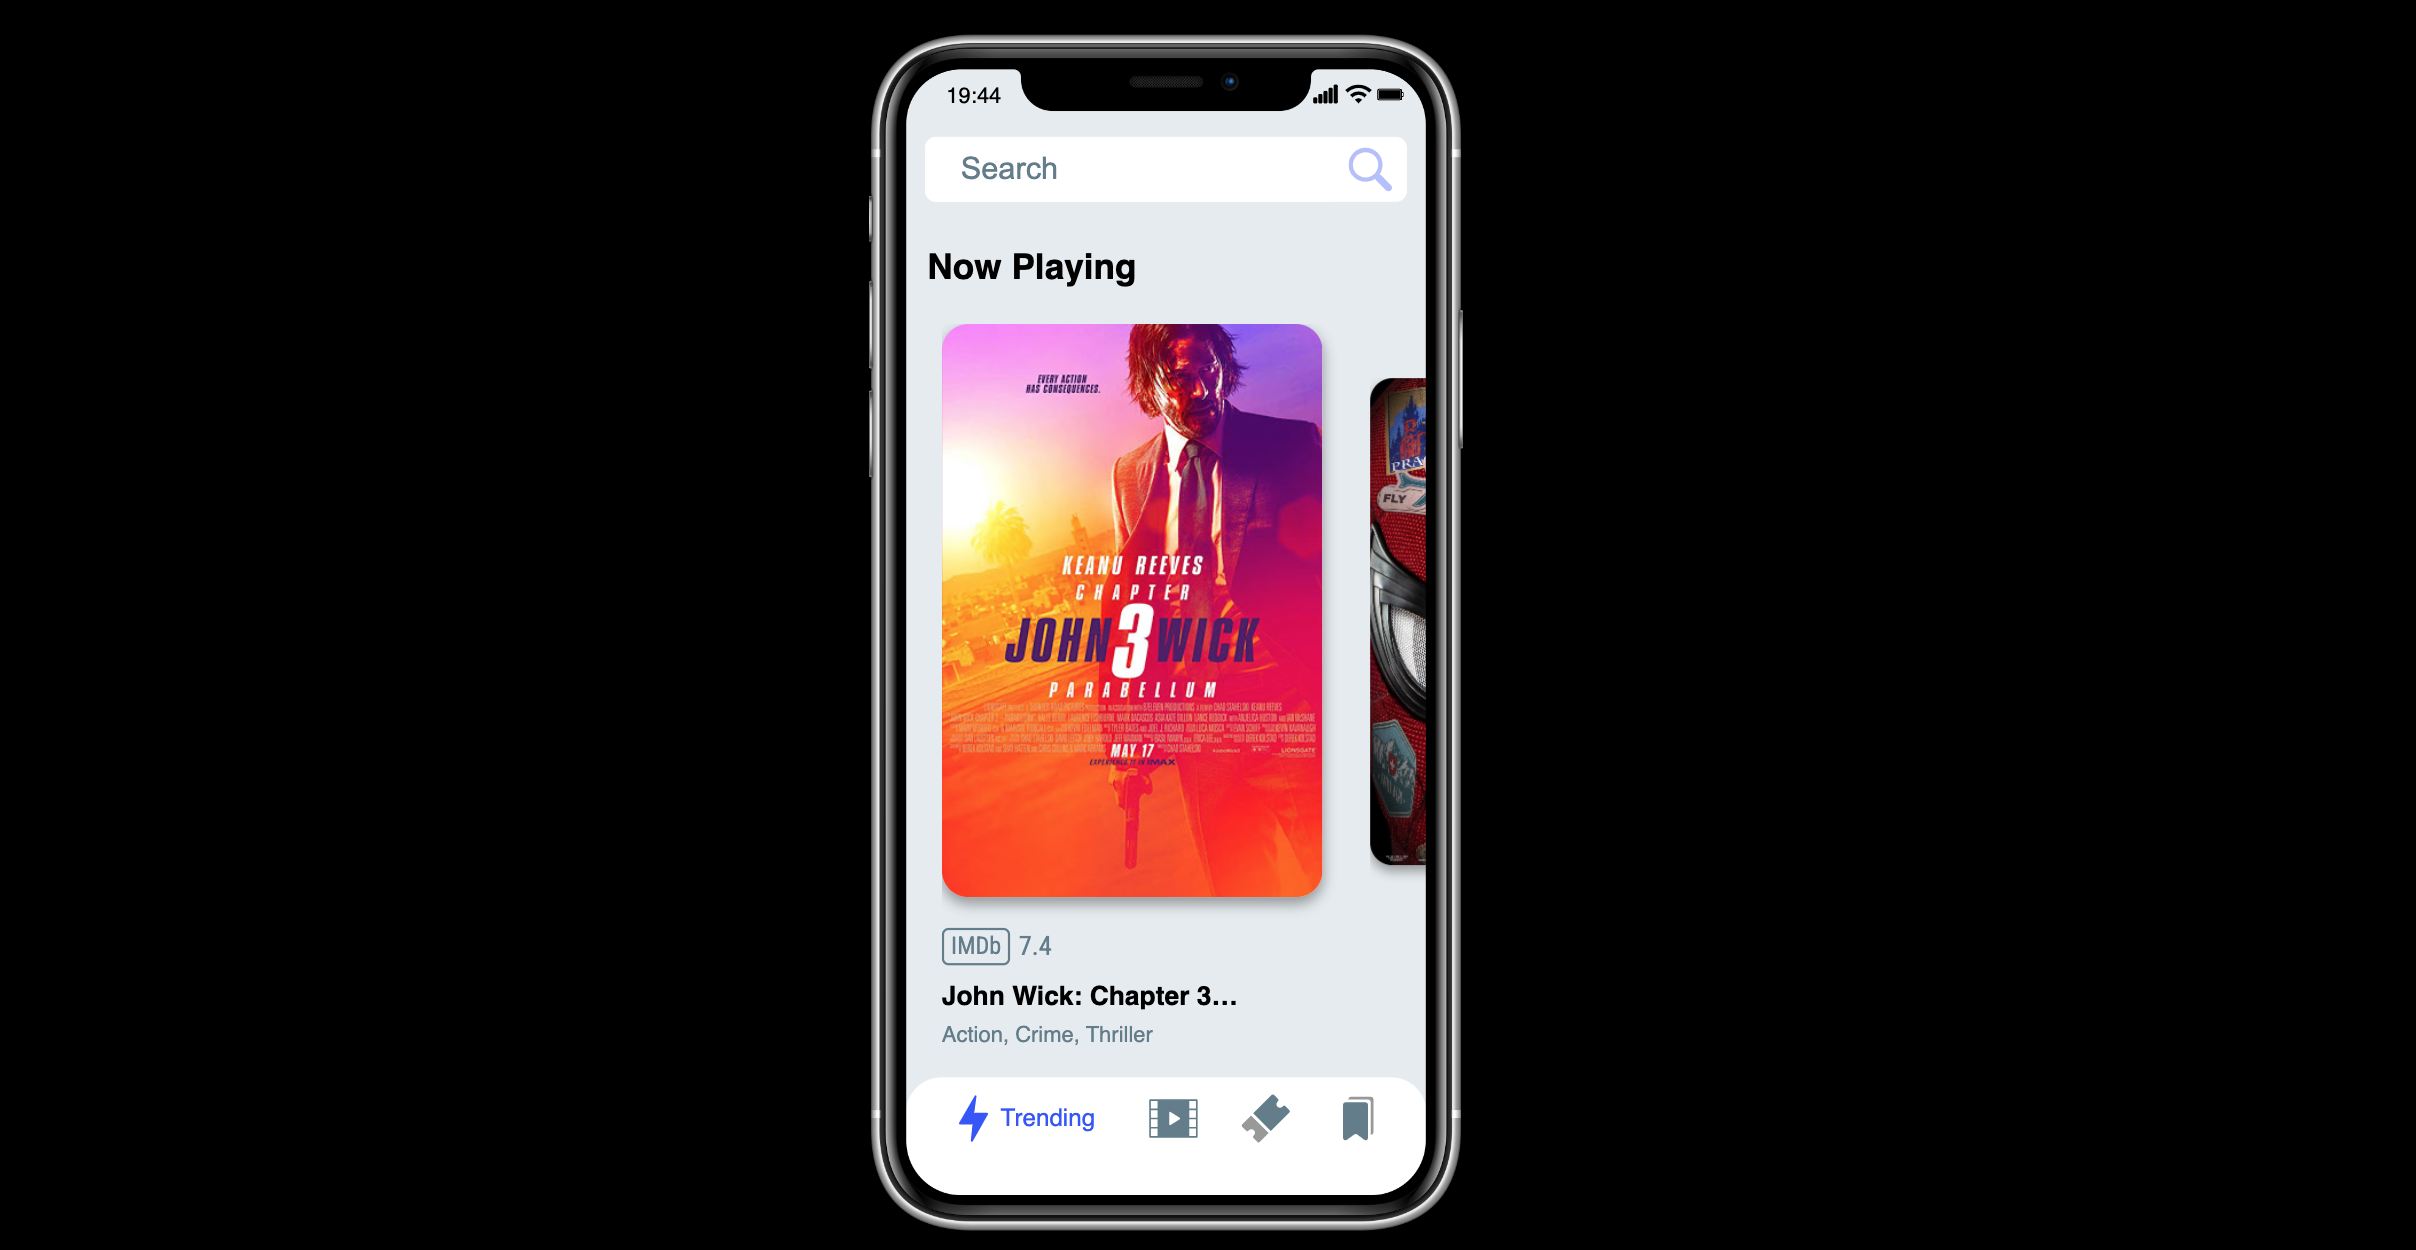 19:44
Search
Now Playing
EVERY ACTION
HAS CONSEQUENCES.
PRA
FLY
KEANU REEVES
CHAPTER
JOHN 3 WICK
PARABELLUM
MAY 17
EXPERIENCE IT IN IMAX
LIONSGATE
IMDb 7.4
John Wick: Chapter 3...
Action, Crime, Thriller
Trending